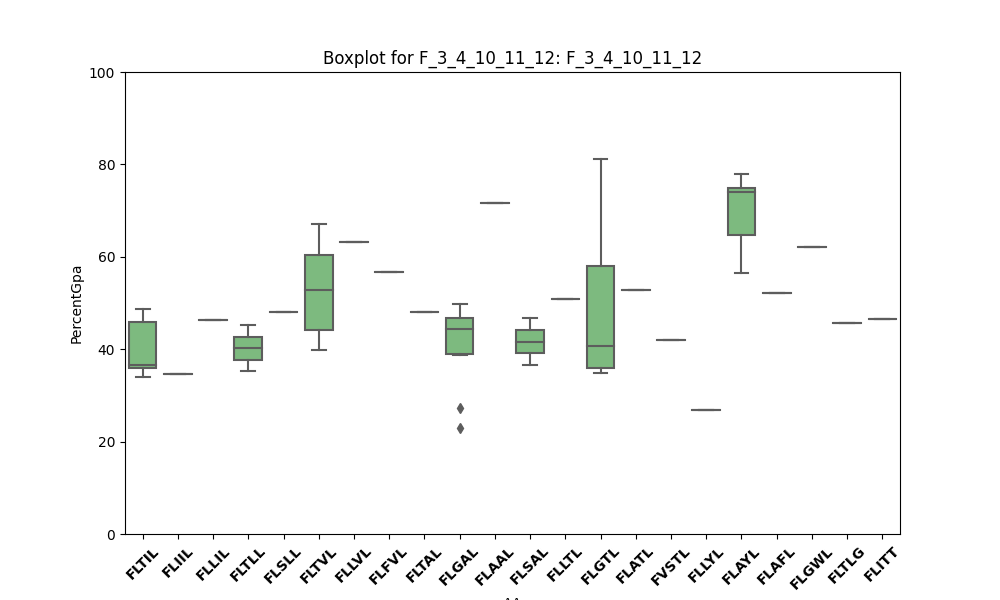 Boxplot for F_3_4_10_11_12: F_3_4_10_11_12
100
80
60
40
20
0
PercentGpa
FLTIL FLIIL FLLIL FLTLL FLSLL FLTVL FLLVL FLFVL FLTAL FLGAL FLAAL FLSAL FLLTL FLGTL FLATL FVSTL FLLYL FLAYL FLAFL FLGWL FLTLG FLITT